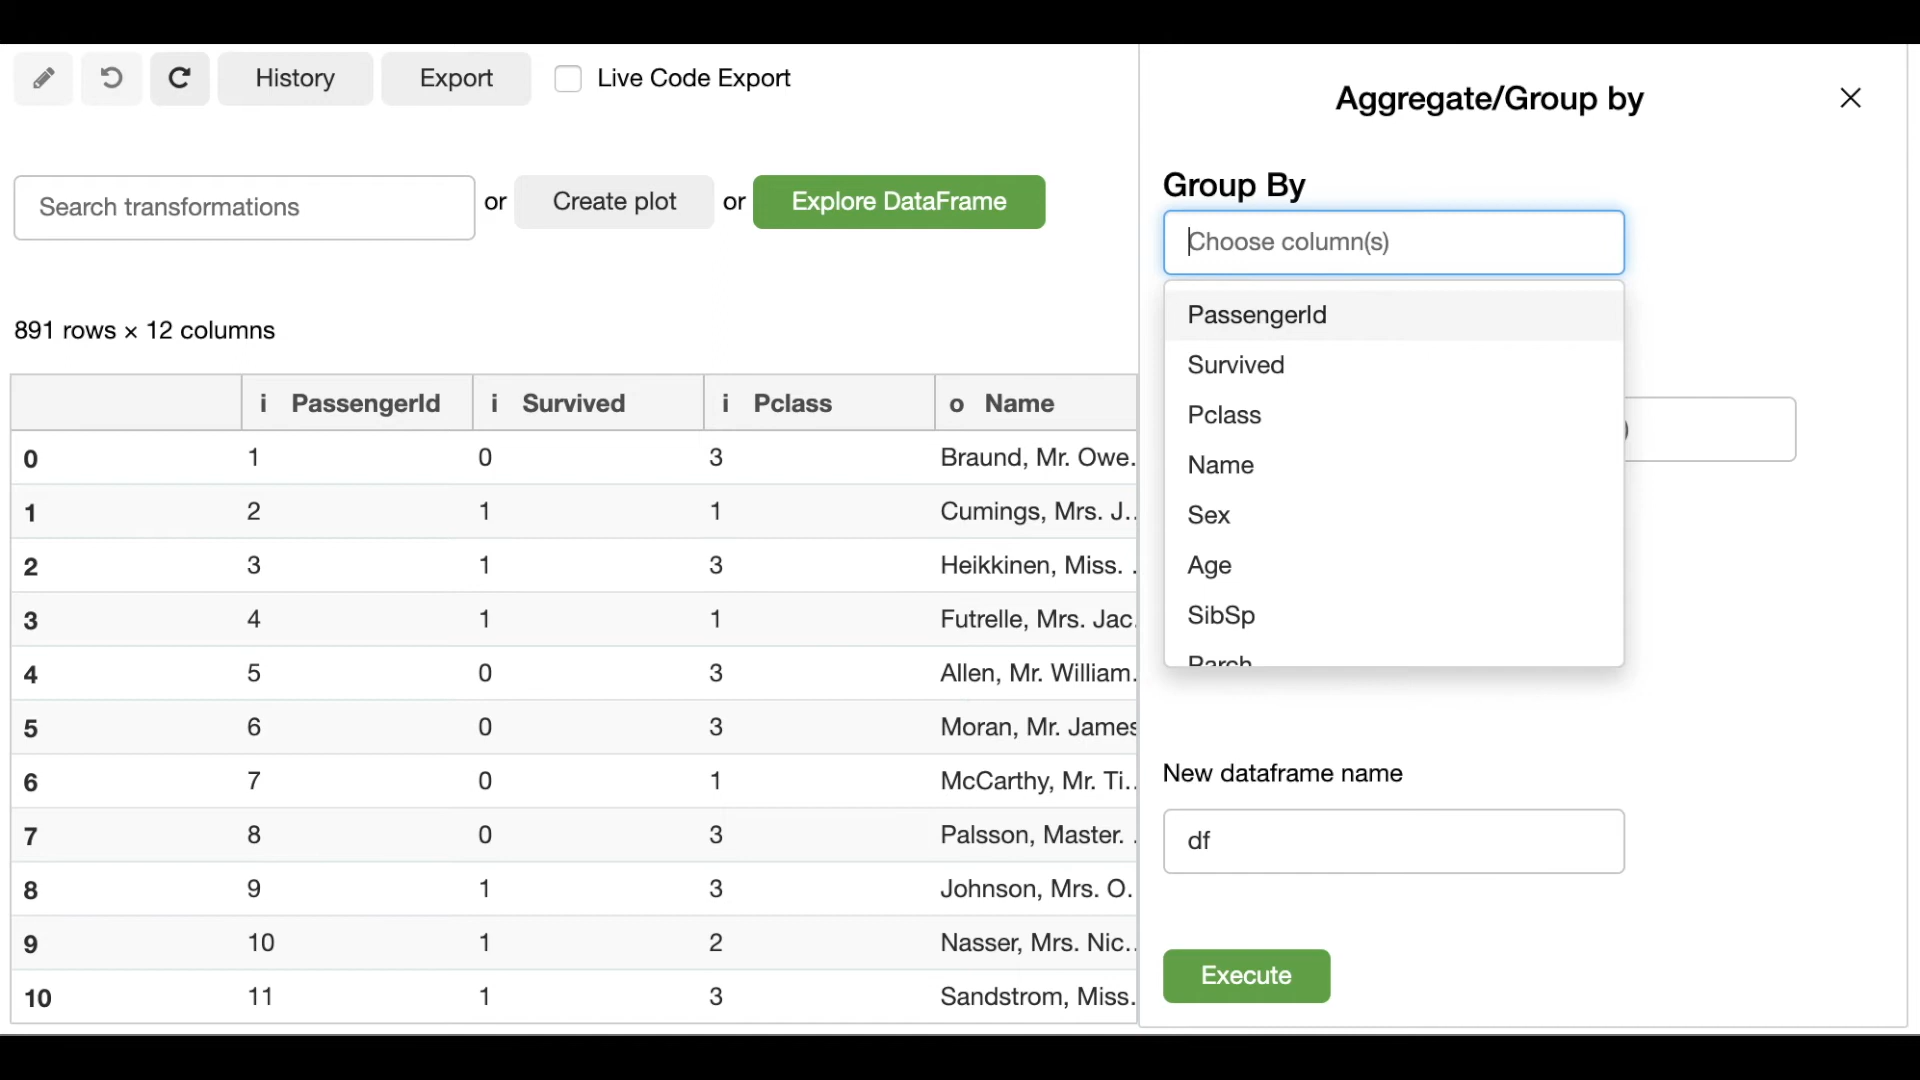 History Export Live Code Export
Search transformations or Create plot or Explore DataFrame
891 rows × 12 columns
i PassengerId i Survived i Pclass o Name
0 1 0 3 Braund, Mr. Owe.
1 2 1 1 Cumings, Mrs. J..
2 3 1 3 Heikkinen, Miss. .
3 4 1 1 Futrelle, Mrs. Jac.
4 5 0 3 Allen, Mr. William.
5 6 0 3 Moran, Mr. James
6 7 0 1 McCarthy, Mr. Ti..
7 8 0 3 Palsson, Master. .
8 9 1 3 Johnson, Mrs. O.
9 10 1 2 Nasser, Mrs. Nic..
10 11 1 3 Sandstrom, Miss.
Aggregate/Group by
Group By
Choose column(s)
PassengerId
Survived
Pclass
Name
Sex
Age
SibSp
Parch
)
New dataframe name
df
Execute